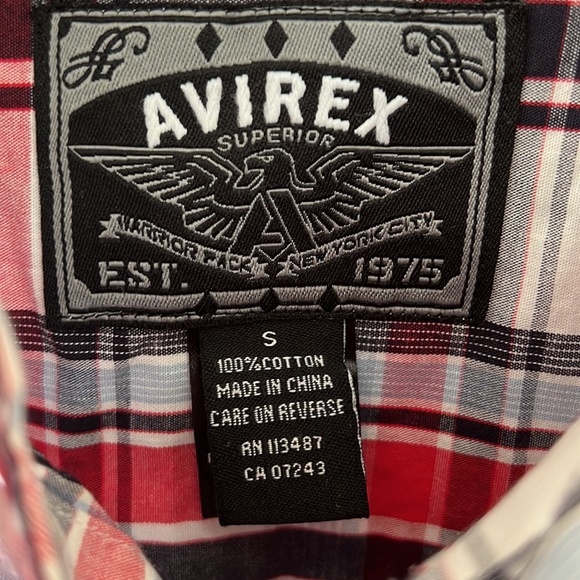 AVIREX
SUPERIOR
WARRIOR PACK NEW YORK CITY
EST. 1975
S
100%COTTON
MADE IN CHINA
CARE ON REVERSE
RN 113487
CA 07243